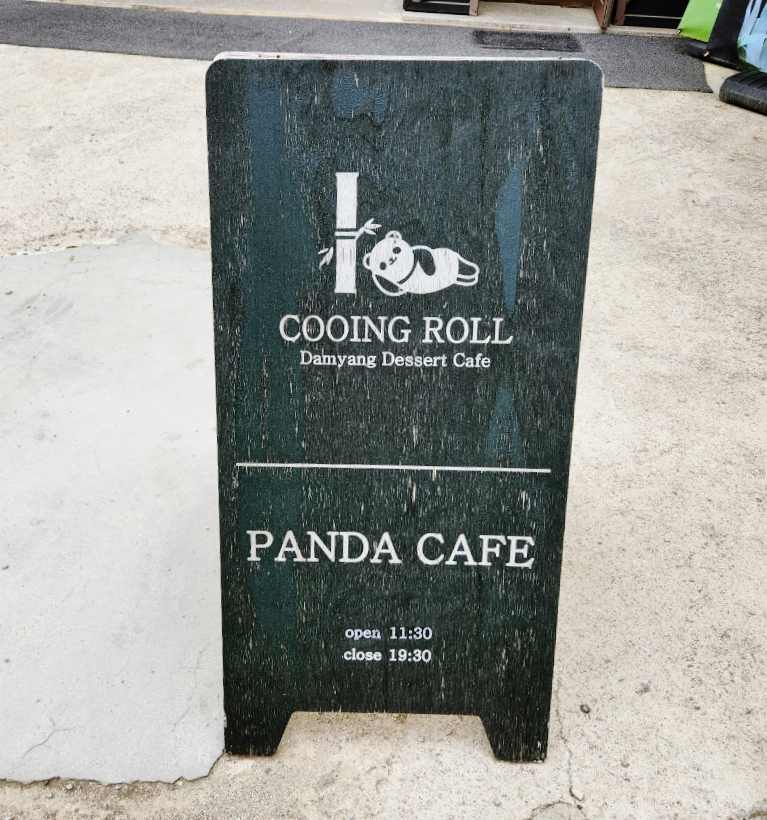 COOING ROLL
Damyang Dessert Cafe
PANDA CAFE
open 11:30
close 19:30